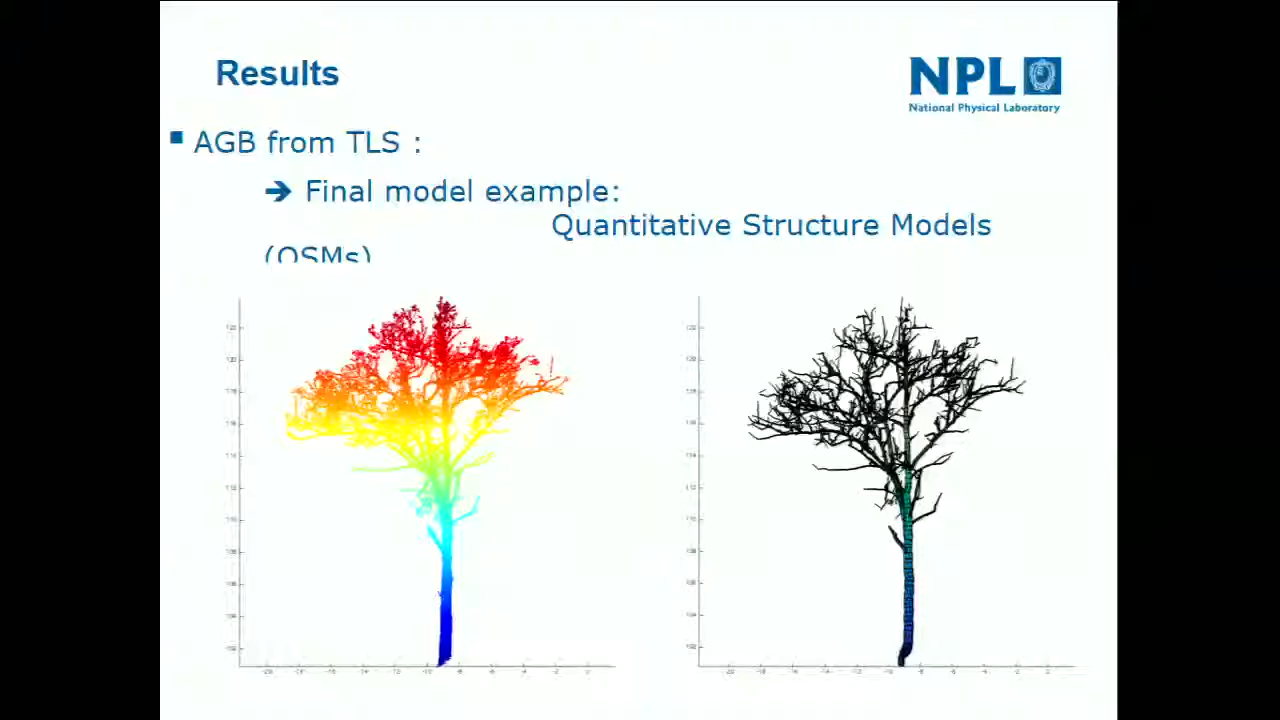 Results
NPL
National Physical Laboratory
AGB from TLS :
➔ Final model example:
Quantitative Structure Models
(QSMs)